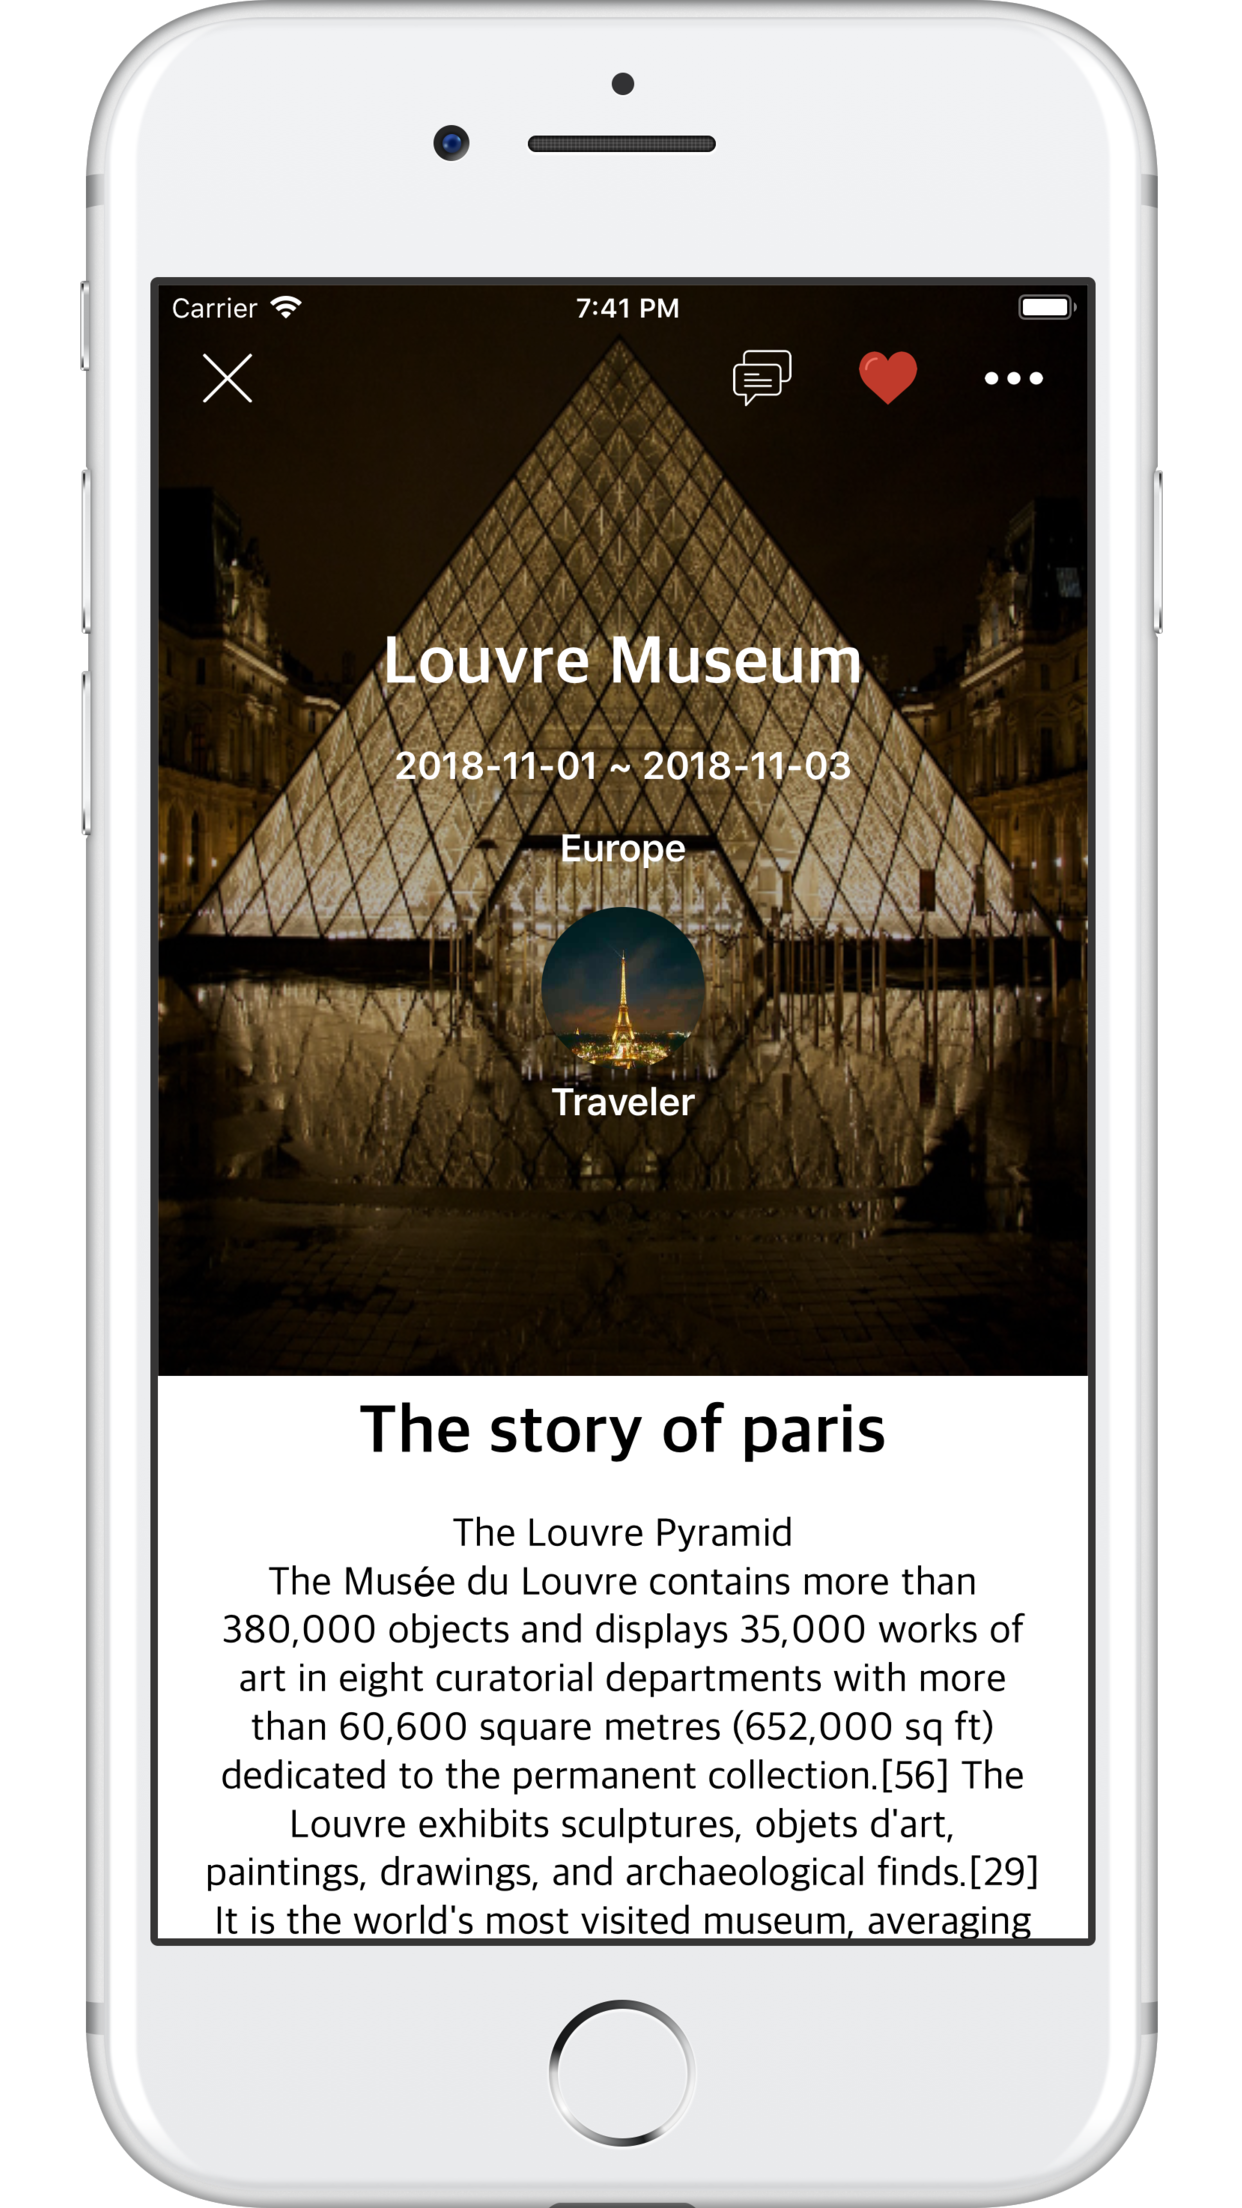 Carrier 7:41 PM
Louvre Museum
2018-11-01 ~ 2018-11-03
Europe
Traveler
The story of paris
The Louvre Pyramid
The Musée du Louvre contains more than
380,000 objects and displays 35,000 works of
art in eight curatorial departments with more
than 60,600 square metres (652,000 sq ft)
dedicated to the permanent collection.[56] The
Louvre exhibits sculptures, objets d'art,
paintings, drawings, and archaeological finds.[29]
It is the world's most visited museum, averaging